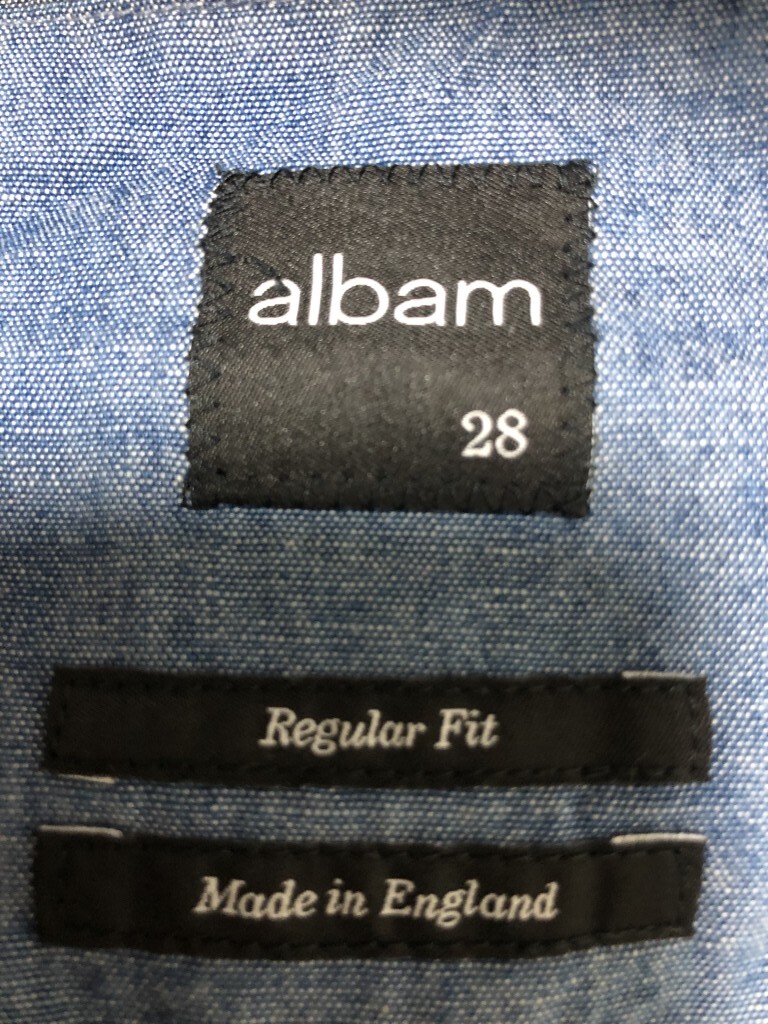 albam
28
Regular Fit
Made in England